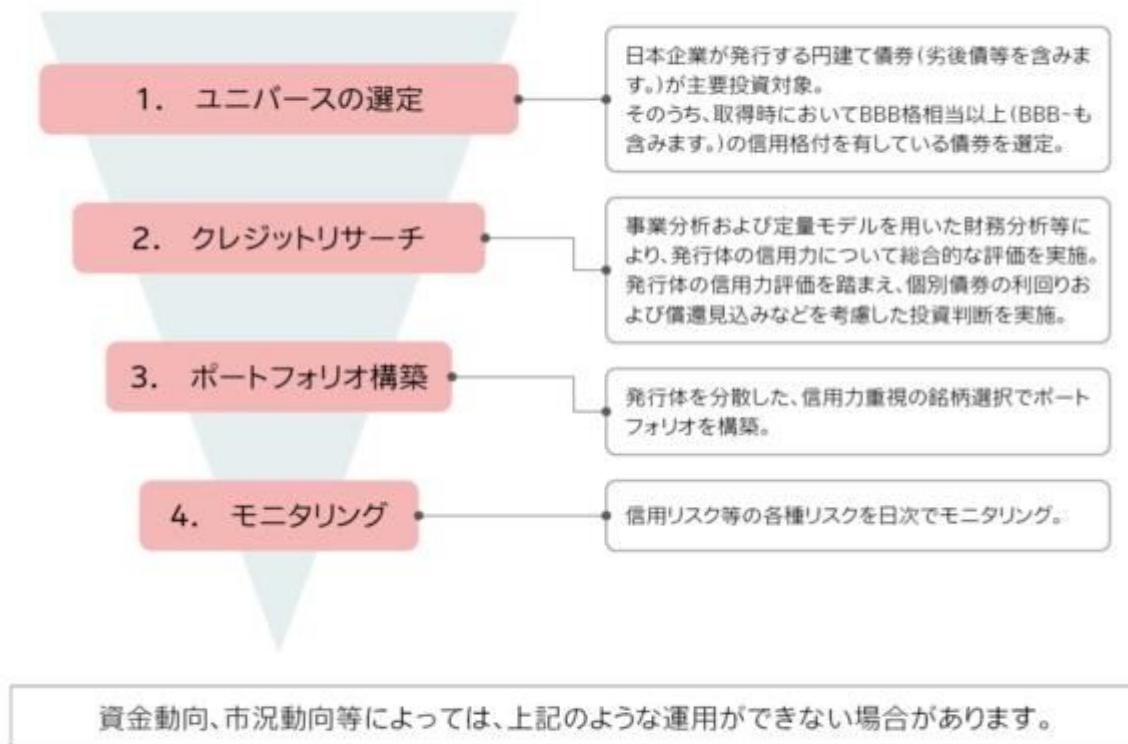 1. ユニバースの選定
日本企業が発行する円建て債券(劣後債等を含みま
す。)が主要投資対象。
そのうち、取得時においてBBB格相当以上(BBB-も
含みます。)の信用格付を有している債券を選定。
2. クレジットリサーチ
事業分析および定量モデルを用いた財務分析等に
より、発行体の信用力について総合的な評価を実施。
発行体の信用力評価を踏まえ、個別債券の利回りお
よび償還見込みなどを考慮した投資判断を実施。
3. ポートフォリオ構築
発行体を分散した、信用力重視の銘柄選択でポート
フォリオを構築。
4. モニタリング
信用リスク等の各種リスクを日次でモニタリング。
資金動向、市況動向等によっては、上記のような運用ができない場合があります。